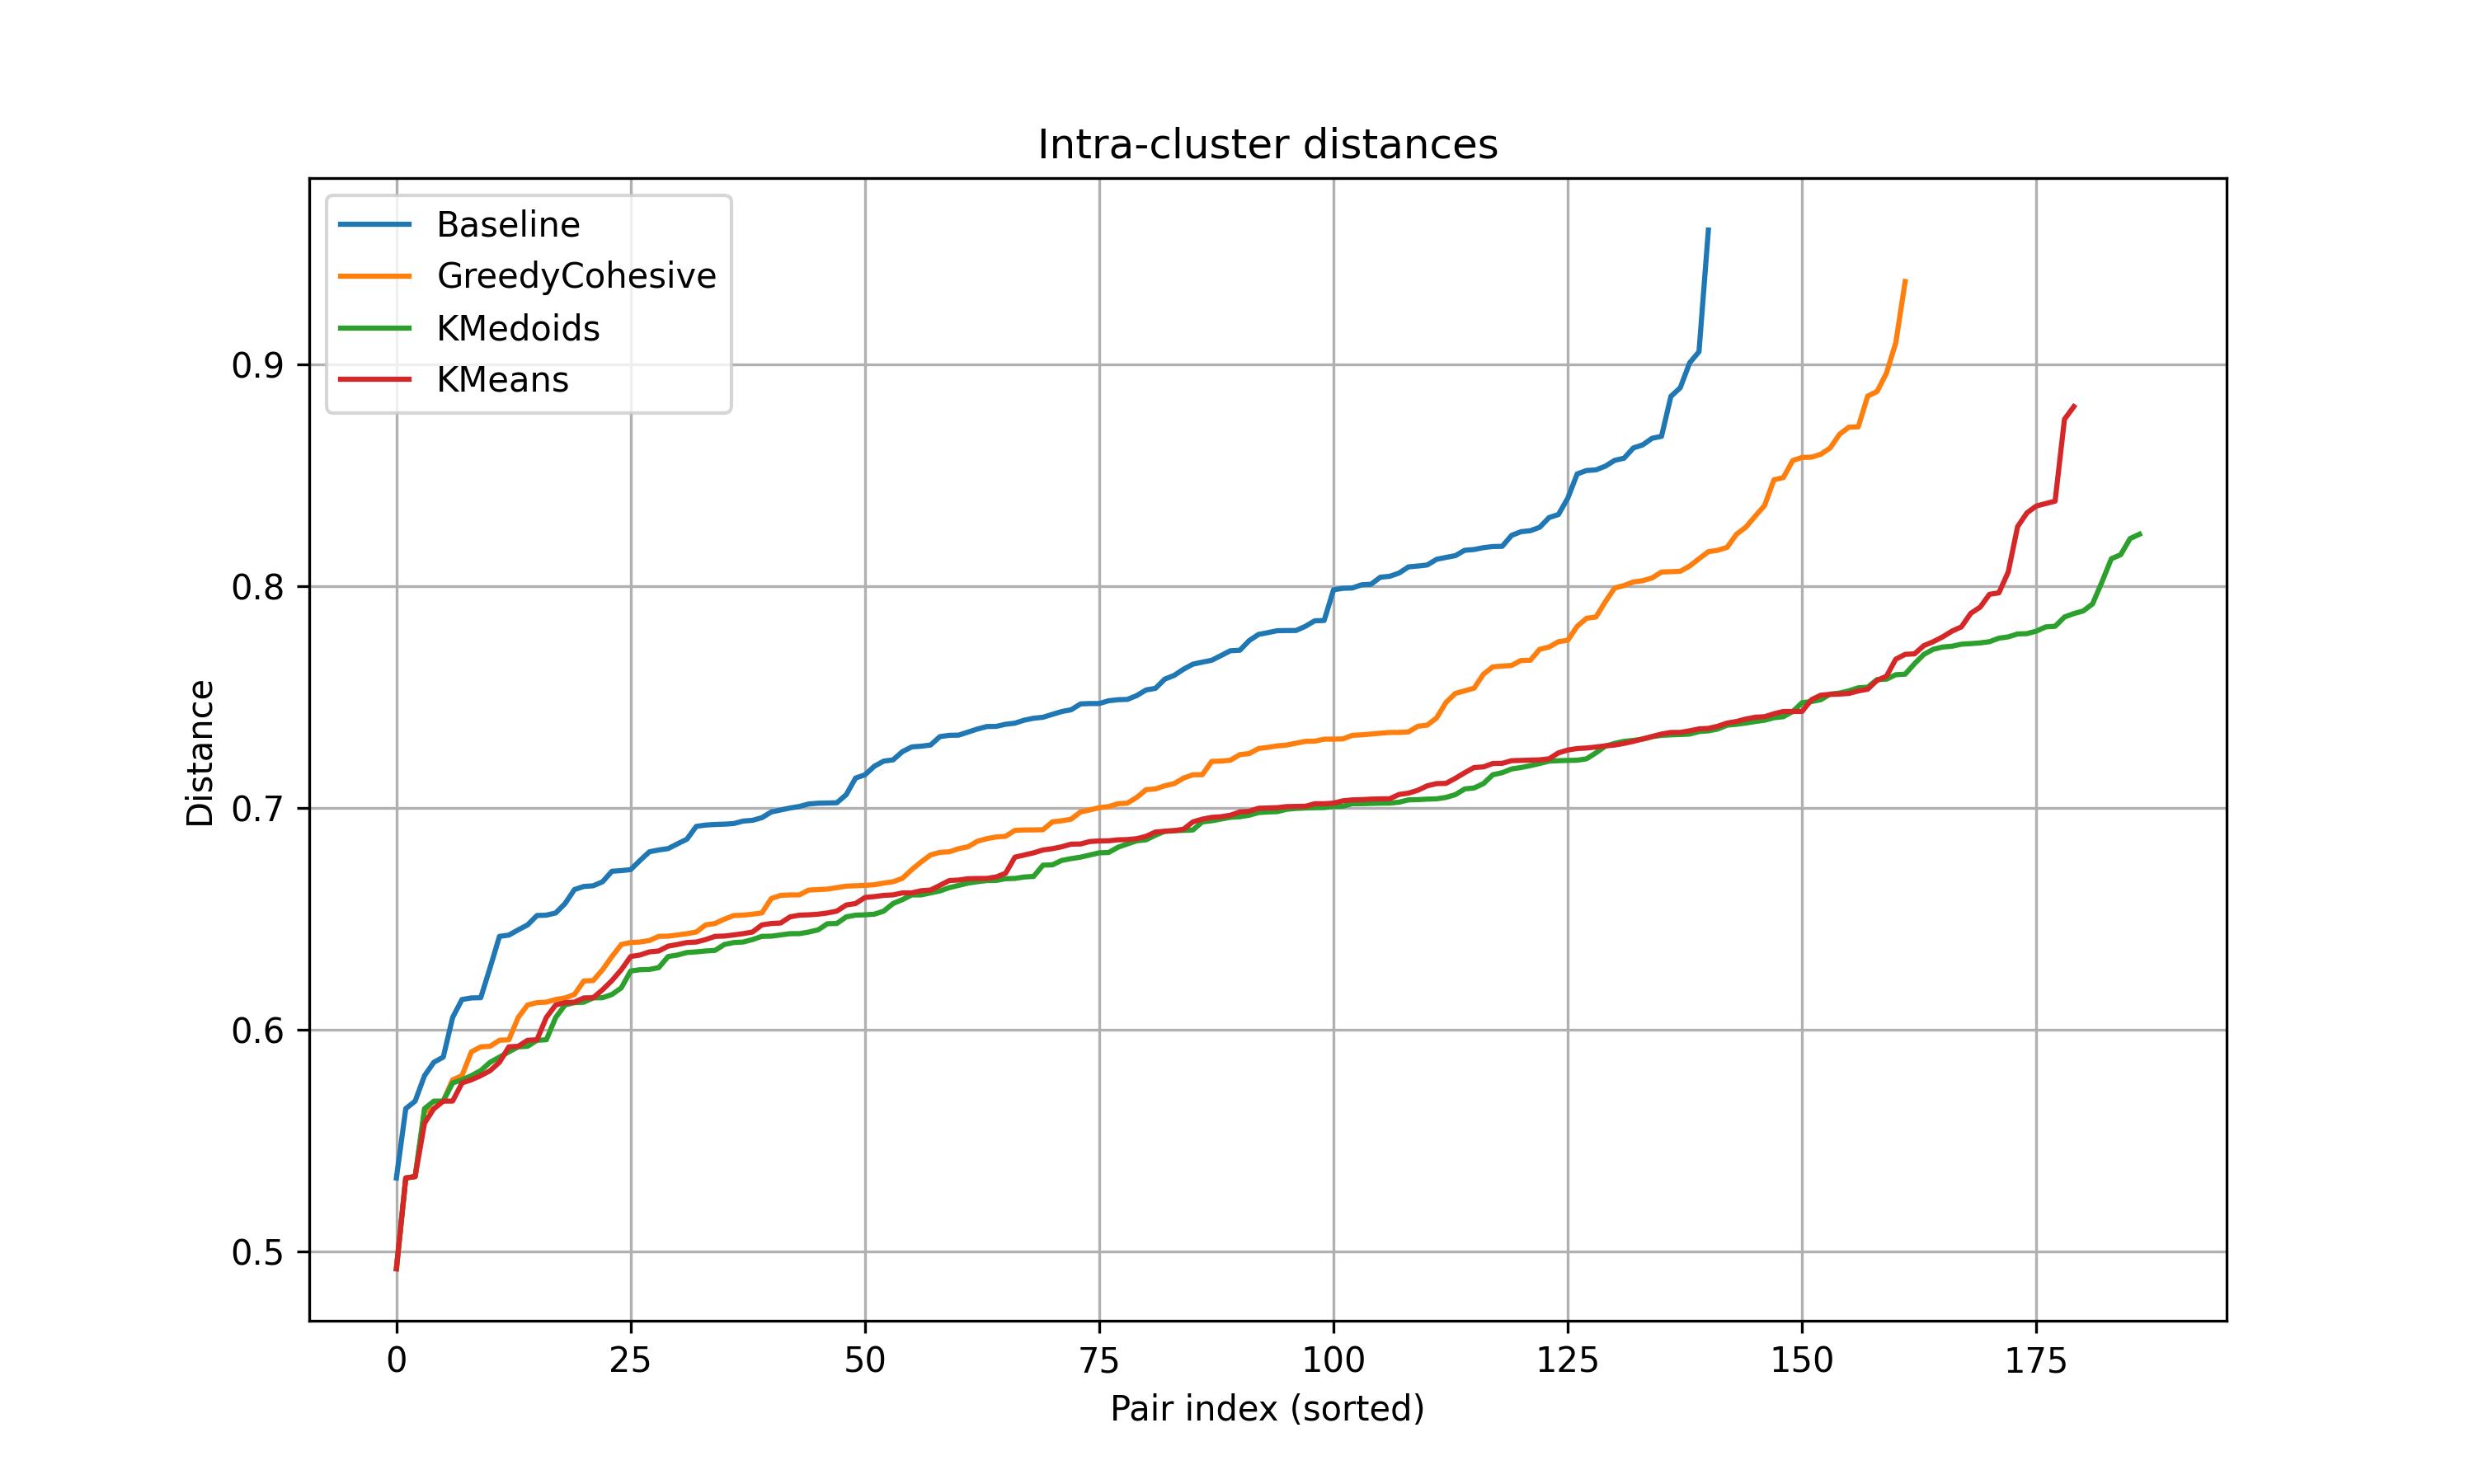 Intra-cluster distances
Baseline
GreedyCohesive
KMedoids
KMeans
0.9
0.8
0.7
0.6
0.5
Distance
0 25 50 75 100 125 150 175
Pair index (sorted)